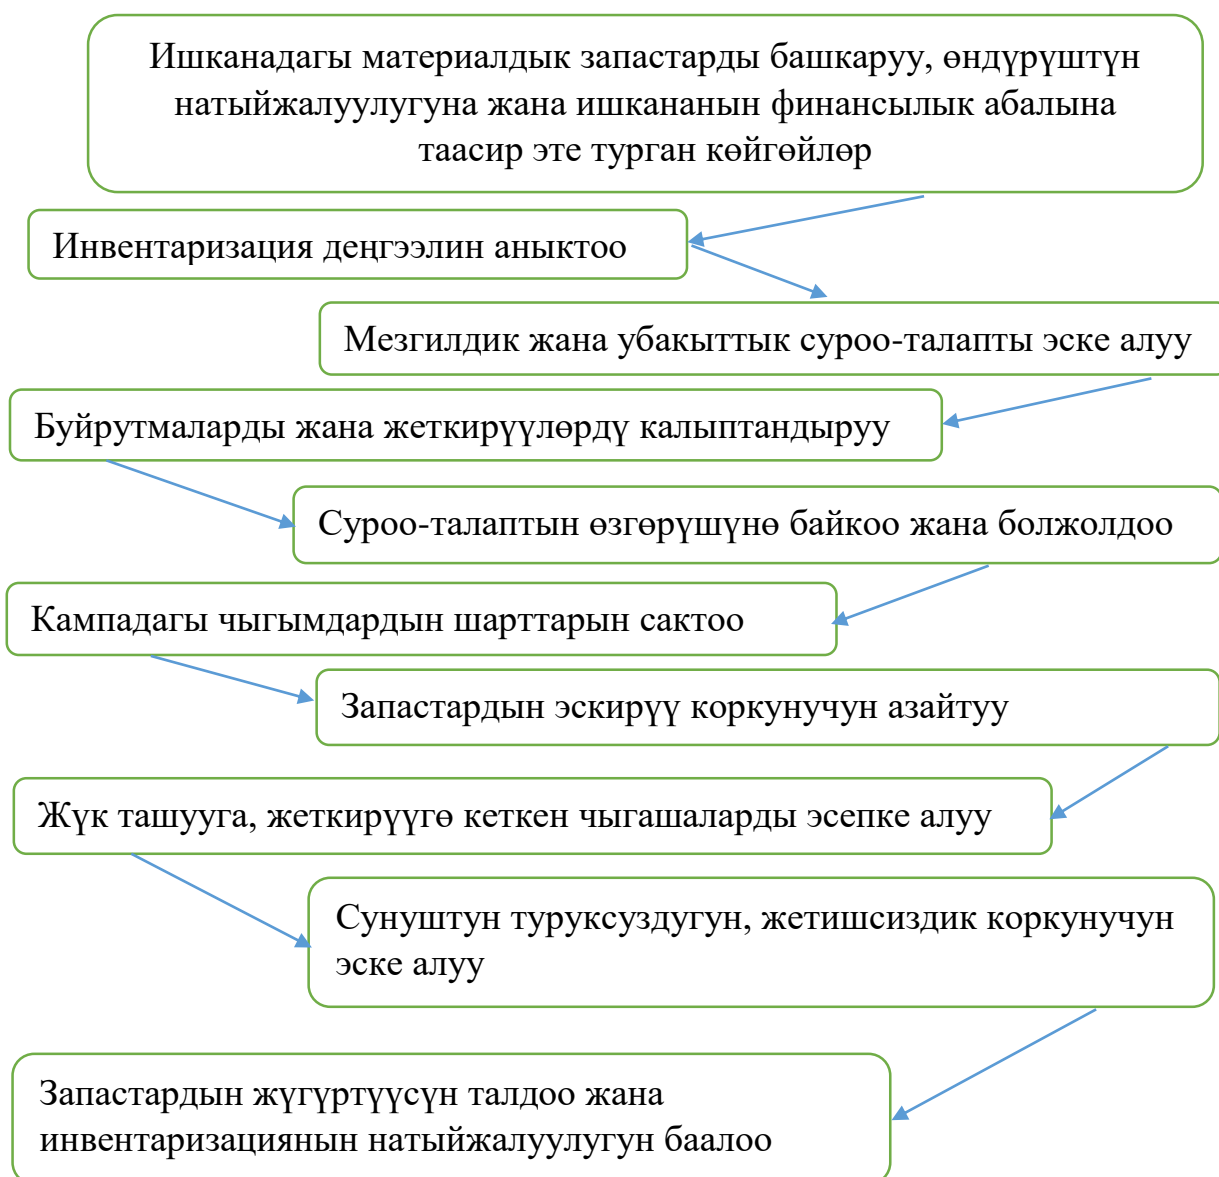 Ишканадагы материалдык запастарды башкаруу, өндүрүштүн
натыйжалуулугуна жана ишкананын финансылык абалына
таасир эте турган көйгөйлөр
Инвентаризация деңгээлин аныктоо
Мезгилдик жана убакыттык суроо-талапты эске алуу
Буйрутмаларды жана жеткирүүлөрдү калыптандыруу
Суроо-талаптын өзгөрүшүнө байкоо жана болжолдоо
Кампадагы чыгымдардын шарттарын сактоо
Запастардын эскирүү коркунучун азайтуу
Жүк ташууга, жеткирүүгө кеткен чыгашаларды эсепке алуу
Сунуштун туруксуздугун, жетишсиздик коркунучун
эске алуу
Запастардын жүгүртүүсүн талдоо жана
инвентаризациянын натыйжалуулугун баалоо